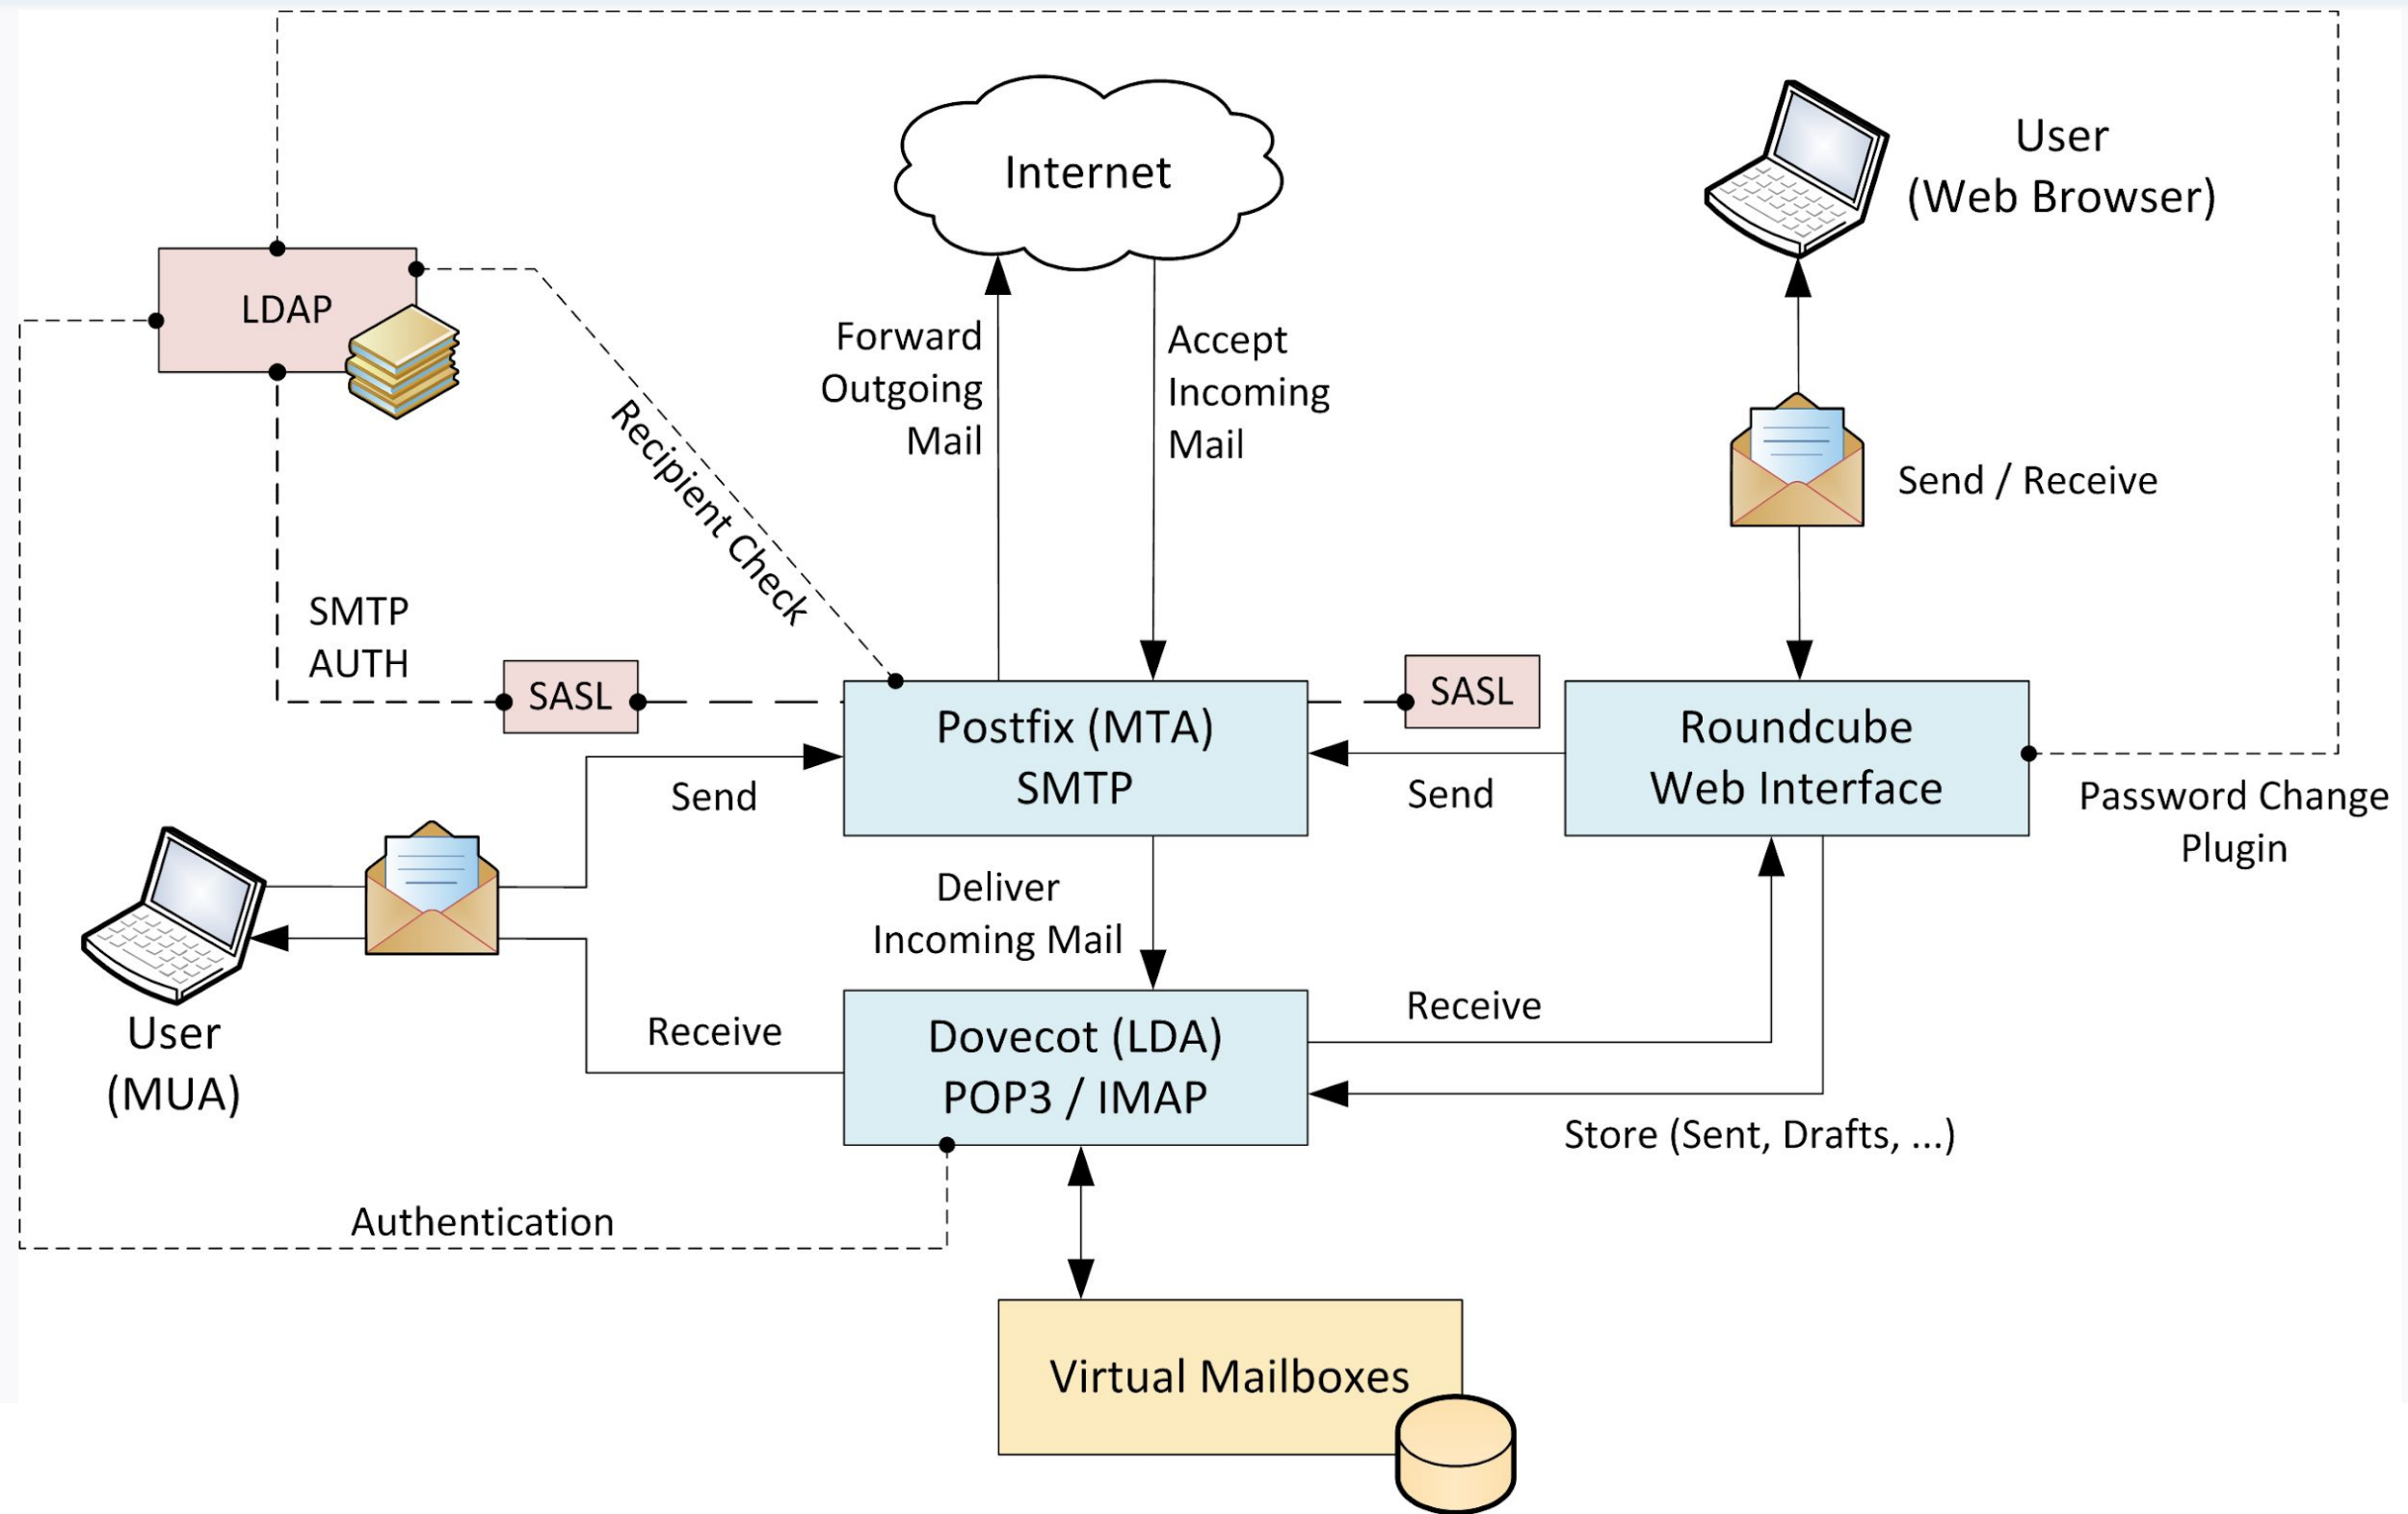 Internet
User
(Web Browser)
LDAP
Forward
Outgoing
Mail
Accept
Incoming
Mail
Recipient Check
Send / Receive
SMTP
AUTH
SASL
SASL
Postfix (MTA)
SMTP
Roundcube
Web Interface
Send
Send
Password Change
Plugin
Deliver
Incoming Mail
User
(MUA)
Receive
Dovecot (LDA)
POP3 / IMAP
Receive
Store (Sent, Drafts, ...)
Authentication
Virtual Mailboxes